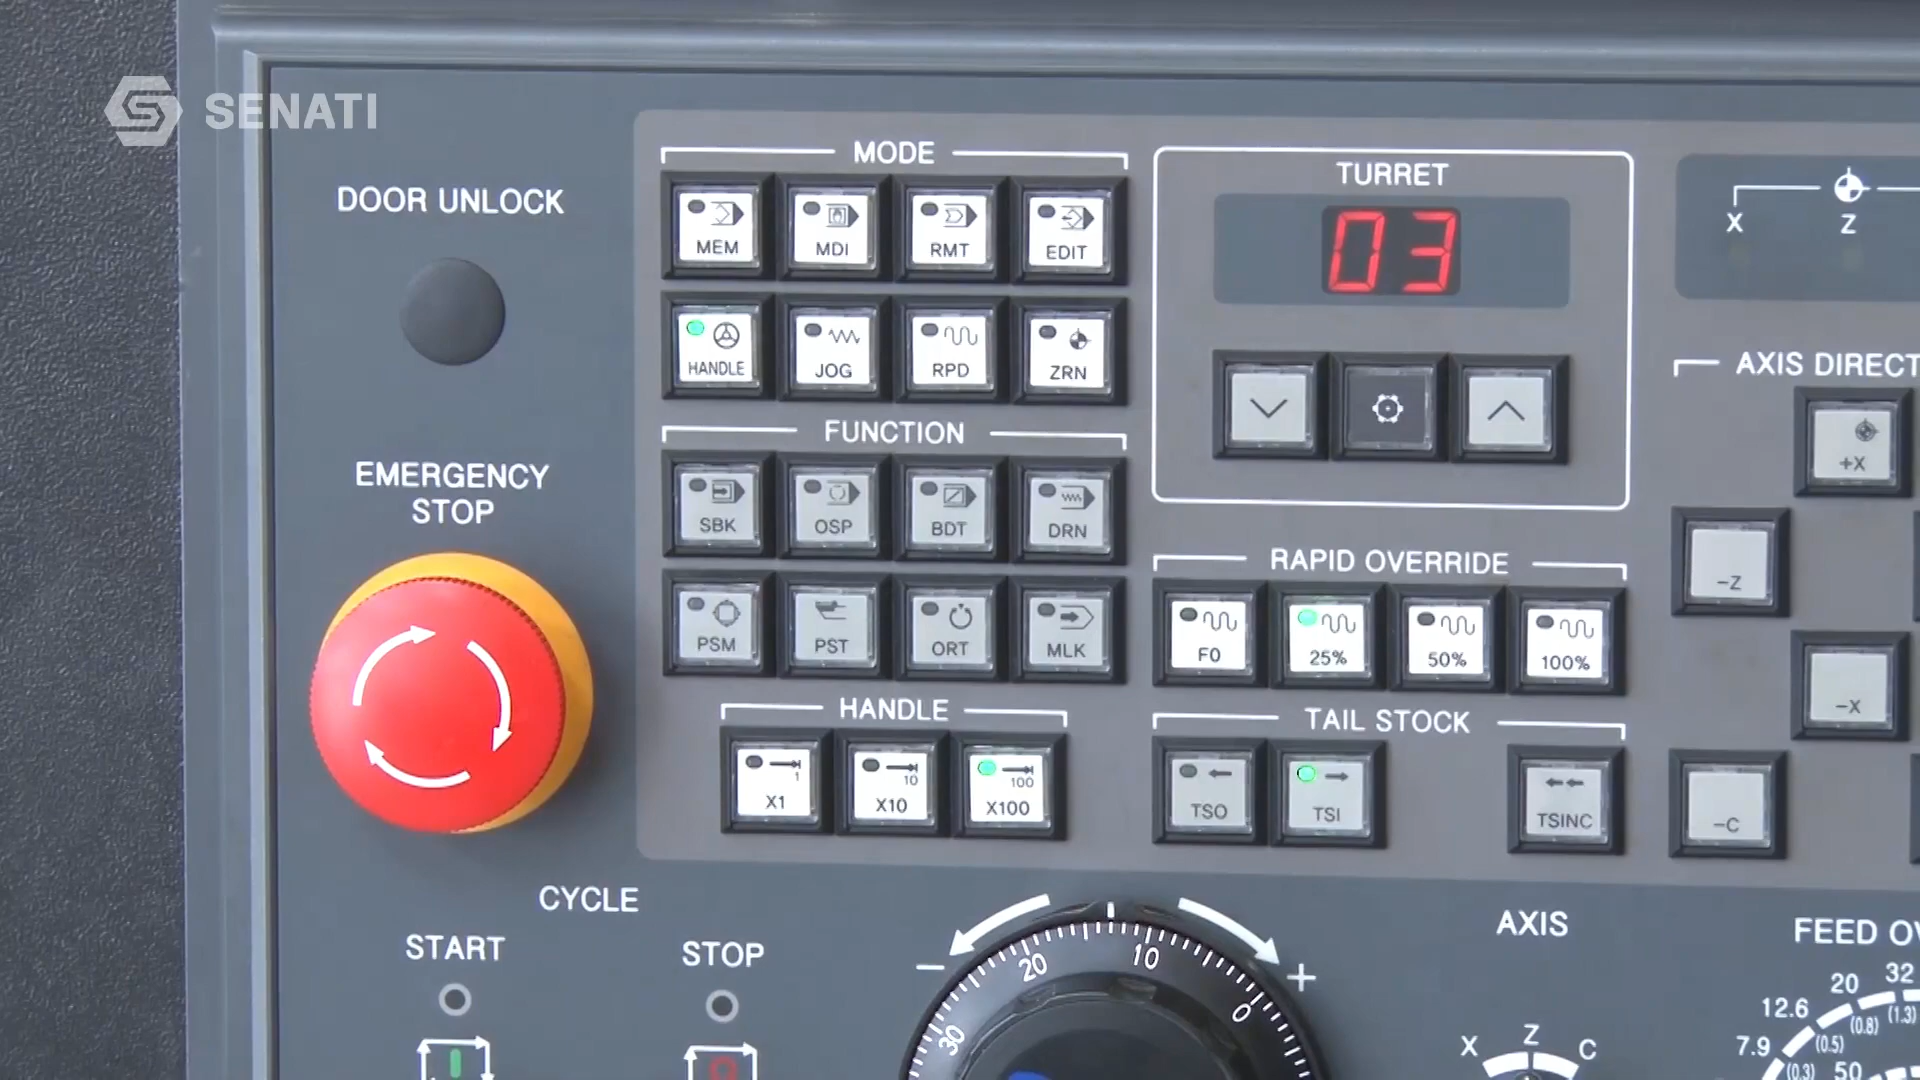 SENATI
DOOR UNLOCK
EMERGENCY
STOP
MODE
MEM
MDI
RMT
EDIT
HANDLE
JOG
RPD
ZRN
FUNCTION
SBK
OSP
BDT
DRN
PSM
PST
ORT
MLK
HANDLE
1
X1
10
X10
100
X100
TURRET
03
RAPID OVERRIDE
F0
25%
50%
100%
TAIL STOCK
TSO
TSI
TSINC
X
Z
AXIS DIRECT
+X
-Z
-X
-C
CYCLE
START
STOP
-
+
30
20
10
0
AXIS
X
Z
C
FEED OV
7.9
12.6
20
32
(0.3)
(0.5)
(0.8)
(1.3)
50